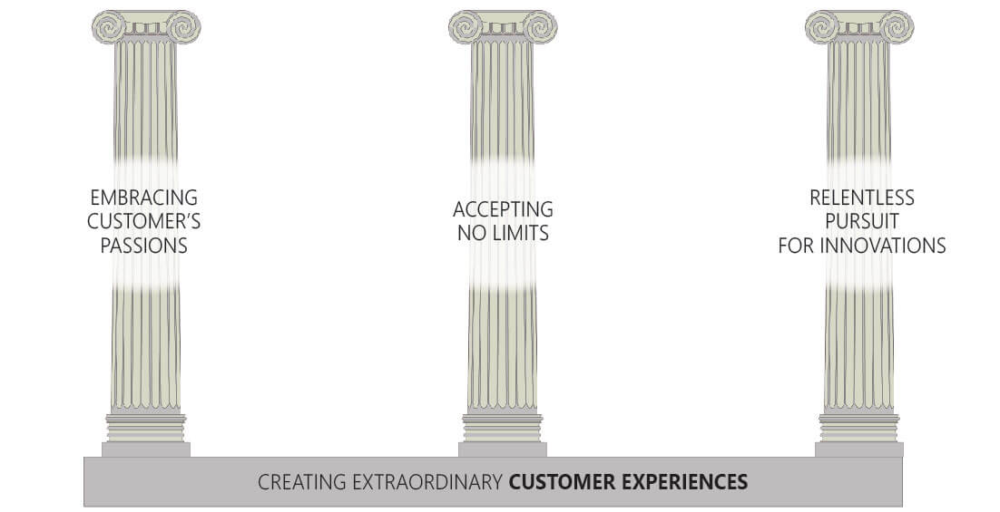 EMBRACING
CUSTOMER'S
PASSIONS
ACCEPTING
NO LIMITS
RELENTLESS
PURSUIT
FOR INNOVATIONS
CREATING EXTRAORDINARY CUSTOMER EXPERIENCES